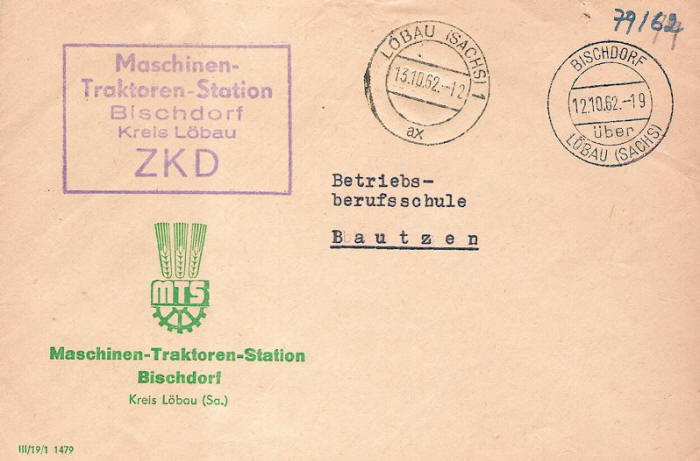 79/62
Maschinen-
Traktoren-Station
Bischdorf
Kreis Löbau
ZKD
LÖBAU (SACHS) 1
13.10.62.-12
ax
BISCHDORF
12.10.62.-19
über
LÖBAU (SACHS)
Betriebs-
berufsschule
Bautzen
MTS
Maschinen-Traktoren-Station
Bischdorf
Kreis Löbau (Sa.)
III/19/1 1479